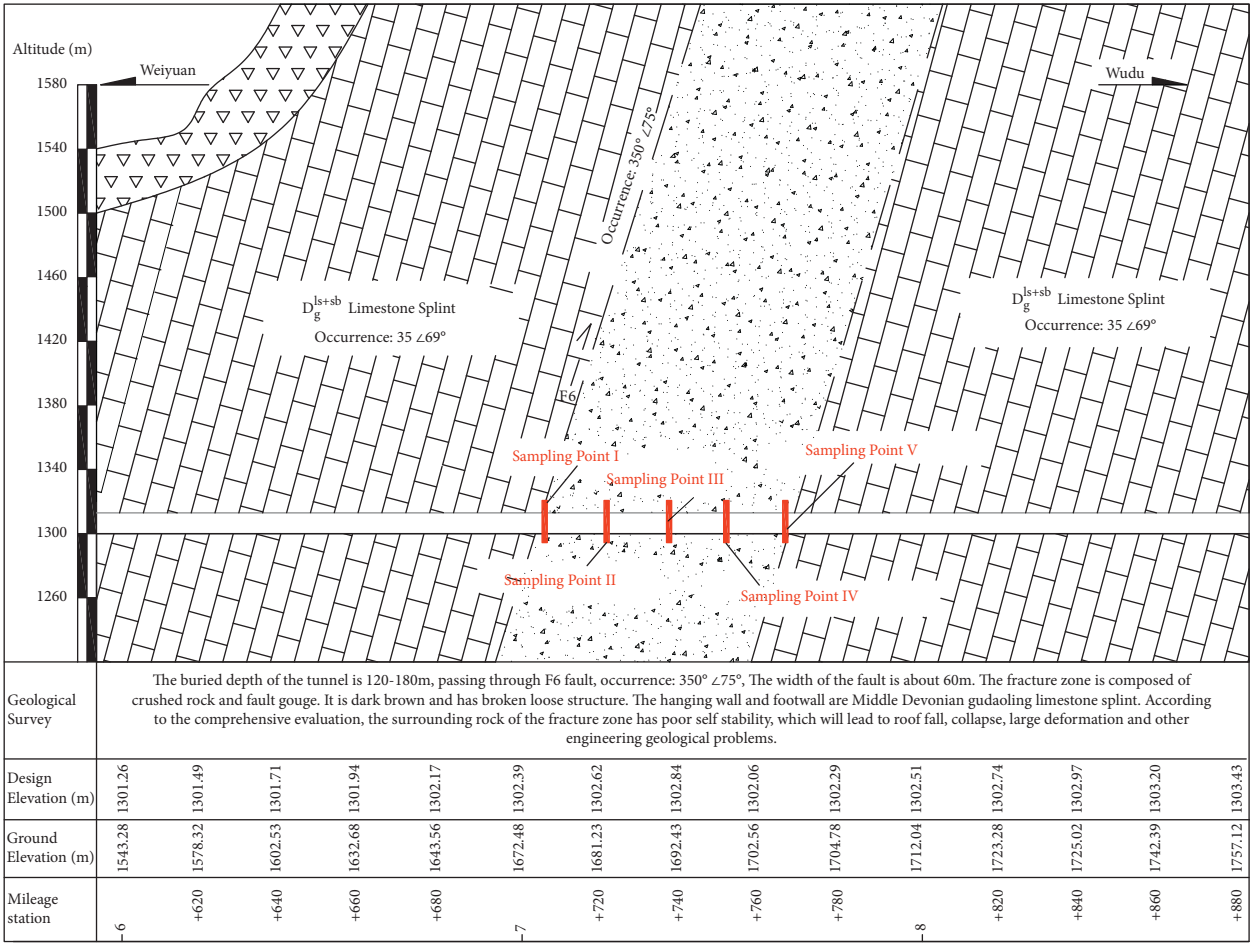 Altitude (m)
Weiyuan
Wudu
1580
1540
1500
1460
1420
1380
1340
1300
1260
Occurrence: 350° ∠75°
F6
D_g^ls+sb Limestone Splint
Occurrence: 35 ∠69°
D_g^ls+sb Limestone Splint
Occurrence: 35 ∠69°
Sampling Point I
Sampling Point III
Sampling Point V
Sampling Point II
Sampling Point IV
Geological
Survey
The buried depth of the tunnel is 120-180m, passing through F6 fault, occurrence: 350° ∠75°, The width of the fault is about 60m. The fracture zone is composed of
crushed rock and fault gouge. It is dark brown and has broken loose structure. The hanging wall and footwall are Middle Devonian gudaoling limestone splint. According
to the comprehensive evaluation, the surrounding rock of the fracture zone has poor self stability, which will lead to roof fall, collapse, large deformation and other
engineering geological problems.
Design
Elevation (m)
1301.26
1301.49
1301.71
1301.94
1302.17
1302.39
1302.62
1302.84
1302.06
1302.29
1302.51
1302.74
1302.97
1303.20
1303.43
Ground
Elevation (m)
1543.28
1578.32
1602.53
1632.68
1643.56
1672.48
1681.23
1692.43
1702.56
1704.78
1712.04
1723.28
1725.02
1742.39
1757.12
Mileage
station
6
+620
+640
+660
+680
7
+720
+740
+760
+780
8
+820
+840
+860
+880